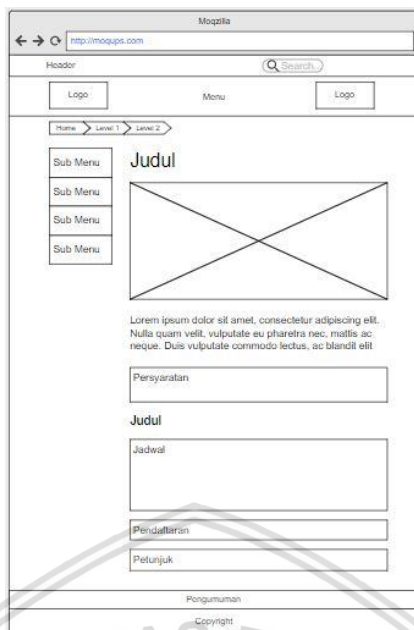 Moqzilla
http://moqups.com
Header
Search...
Logo
Menu
Logo
Home
Level 1
Level 2
Sub Menu
Sub Menu
Sub Menu
Sub Menu
Judul
Lorem ipsum dolor sit amet, consectetur adipiscing elit.
Nulla quam velit, vulputate eu pharetra nec, mattis ac
neque. Duis vulputate commodo lectus, ac blandit elit
Persyaratan
Judul
Jadwal
Pendaftaran
Petunjuk
Pengumuman
Copyright